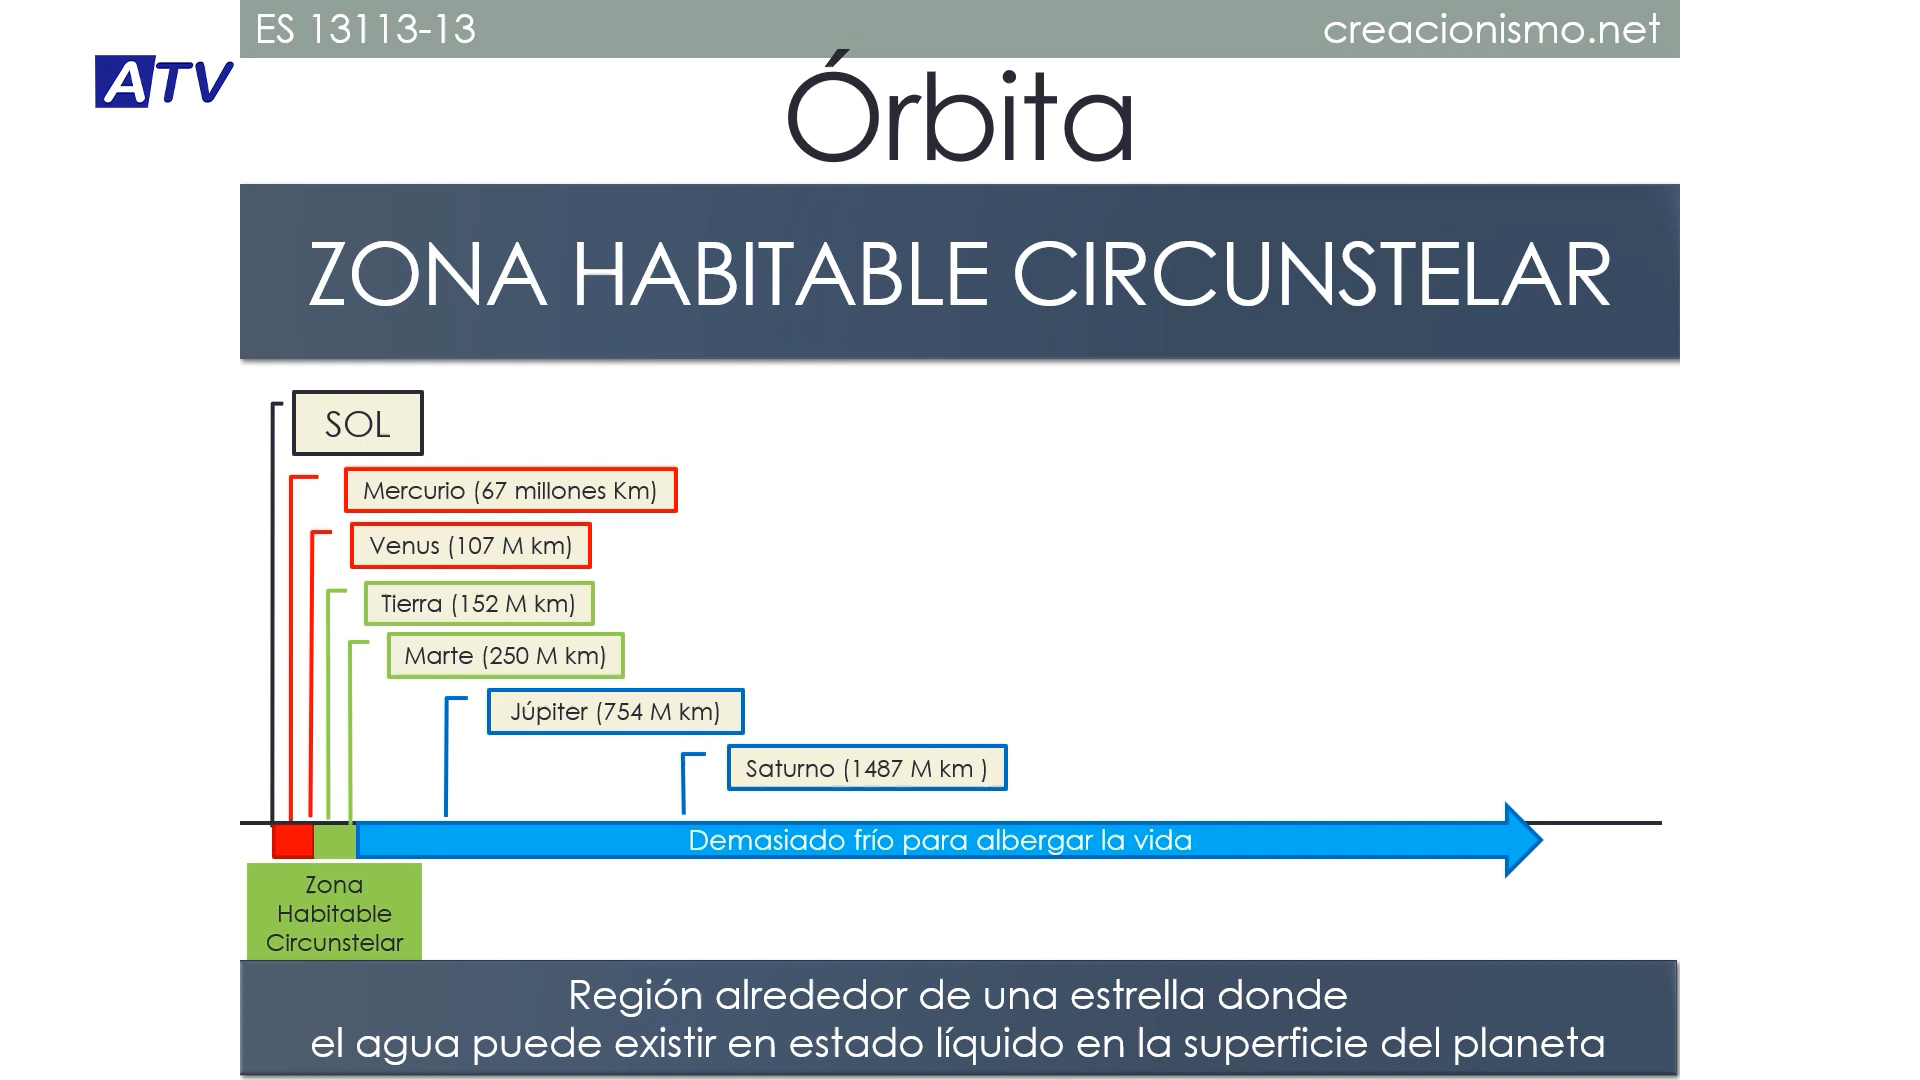 ES 13113-13
creacionismo.net
ATV
Órbita
ZONA HABITABLE CIRCUNSTELAR
SOL
Mercurio (67 millones Km)
Venus (107 M km)
Tierra (152 M km)
Marte (250 M km)
Júpiter (754 M km)
Saturno (1487 M km )
Demasiado frío para albergar la vida
Zona
Habitable
Circunstelar
Región alrededor de una estrella donde
el agua puede existir en estado líquido en la superficie del planeta